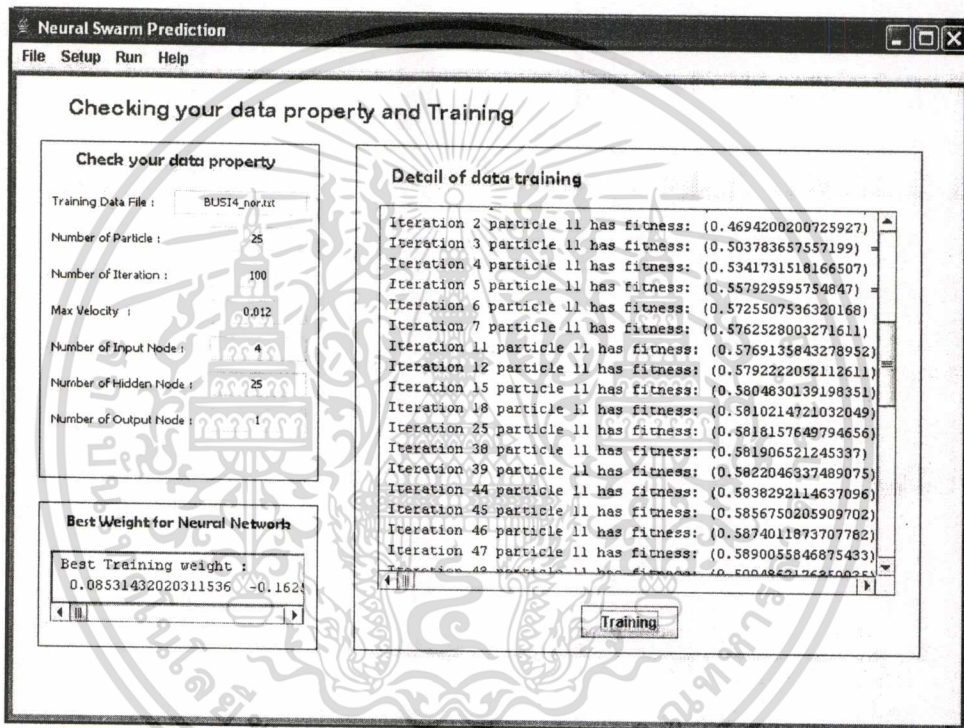 Neural Swarm Prediction
File Setup Run Help
Checking your data property and Training
Check your data property
Training Data File : BUSI4_nor.txt
Number of Particle : 25
Number of Iteration : 100
Max Velocity : 0.012
Number of Input Node : 4
Number of Hidden Node : 25
Number of Output Node : 1
Best Weight for Neural Network
Best Training weight :
0.08531432020311536 -0.162
Detail of data training
Iteration 2 particle 11 has fitness: (0.4694200200725927)
Iteration 3 particle 11 has fitness: (0.503783657557199) =
Iteration 4 particle 11 has fitness: (0.5341731518166507)
Iteration 5 particle 11 has fitness: (0.557929595754847) =
Iteration 6 particle 11 has fitness: (0.5725507536320168)
Iteration 7 particle 11 has fitness: (0.5762528003271611)
Iteration 11 particle 11 has fitness: (0.5769135843278952)
Iteration 12 particle 11 has fitness: (0.5792222052112611)
Iteration 15 particle 11 has fitness: (0.580483013919835​1)
Iteration 18 particle 11 has fitness: (0.5810214721032049)
Iteration 25 particle 11 has fitness: (0.5818157649794656)
Iteration 38 particle 11 has fitness: (0.581906521245337)
Iteration 39 particle 11 has fitness: (0.5822046337489075)
Iteration 44 particle 11 has fitness: (0.5838292114637096)
Iteration 45 particle 11 has fitness: (0.5856750205909702)
Iteration 46 particle 11 has fitness: (0.5874011873707782)
Iteration 47 particle 11 has fitness: (0.5890055846875433)
Iteration 48 particle 11 has fitness:
Training